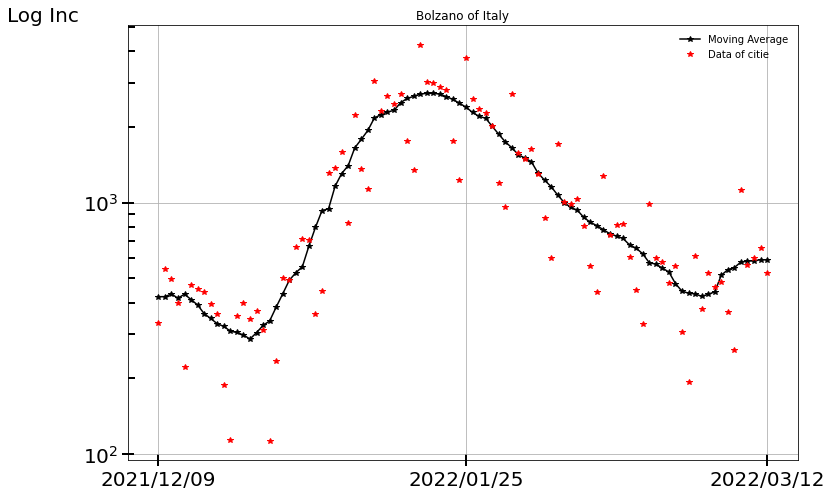 Log Inc
Bolzano of Italy
Moving Average
Data of citie
10³
10²
2021/12/09
2022/01/25
2022/03/12